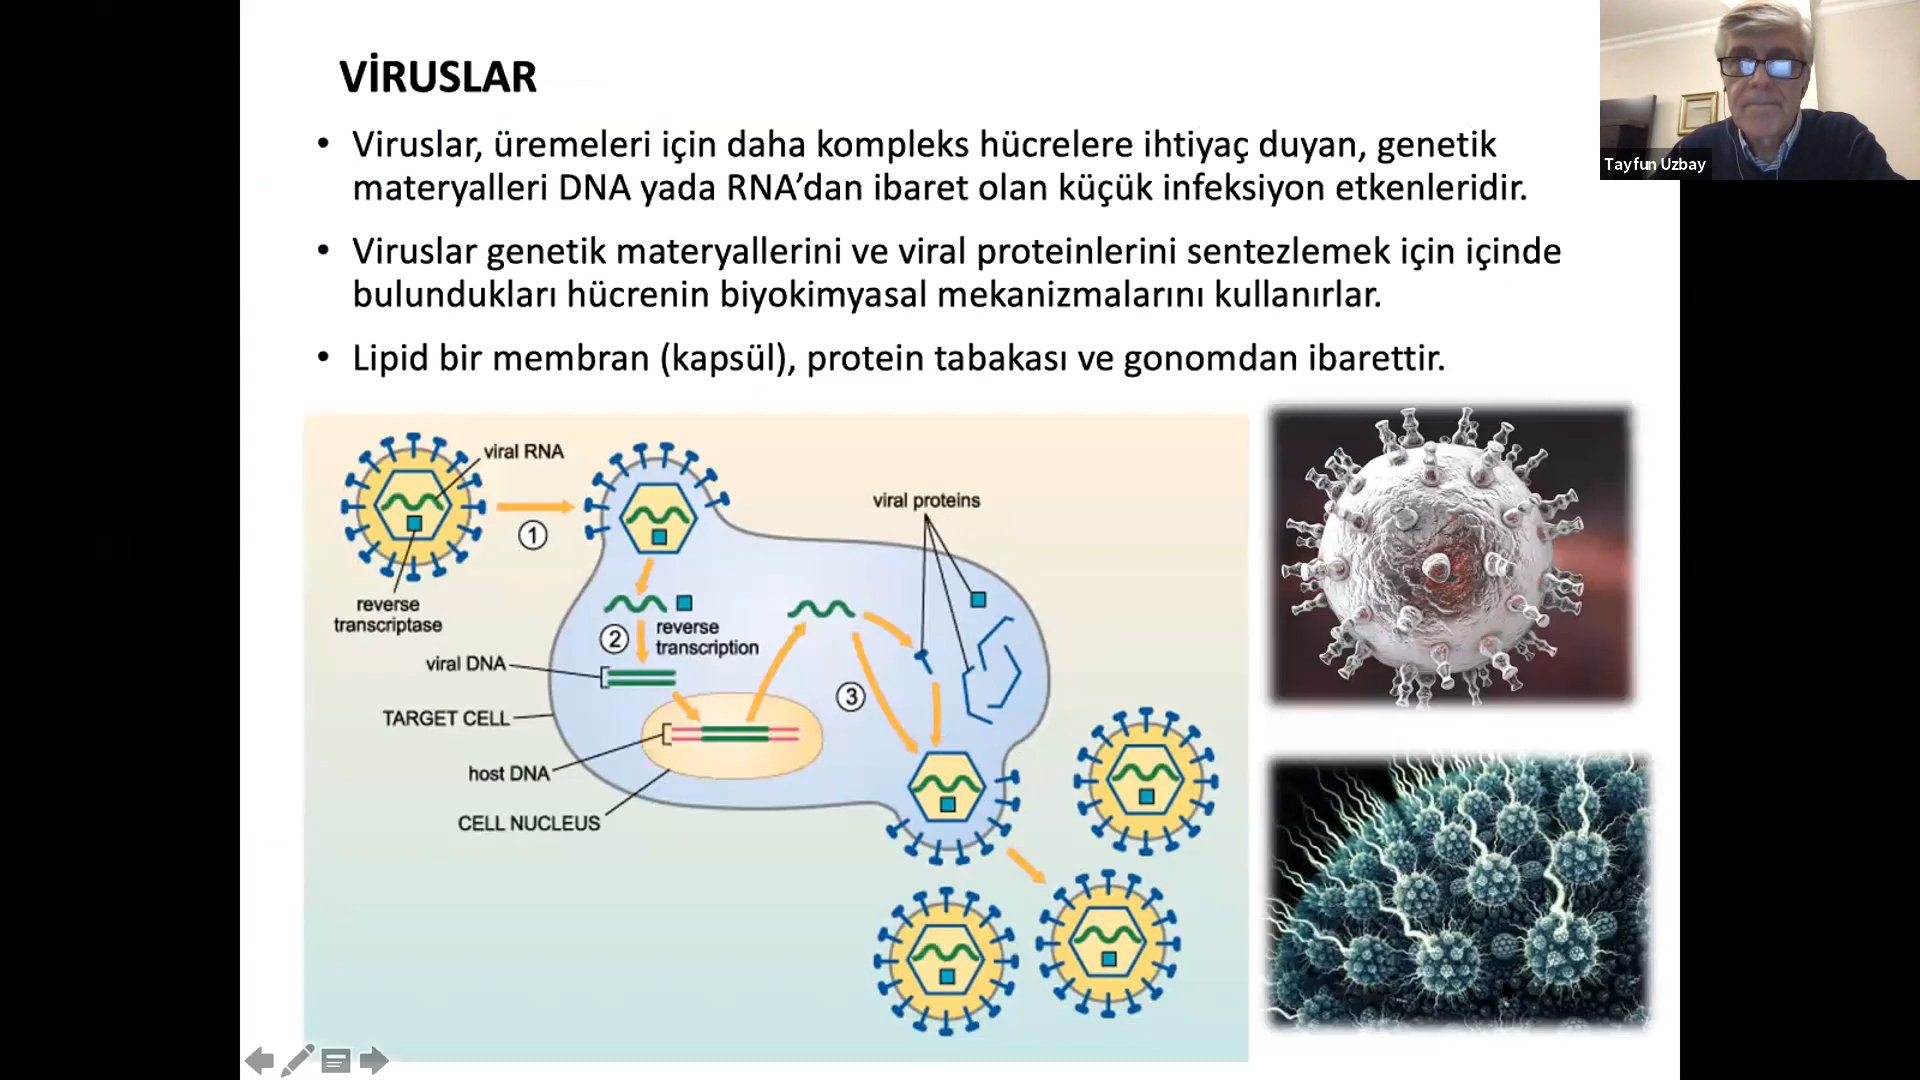 VİRUSLAR
• Viruslar, üremeleri için daha kompleks hücrelere ihtiyaç duyan, genetik
materyalleri DNA yada RNA’dan ibaret olan küçük infeksiyon etkenleridir.
• Viruslar genetik materyallerini ve viral proteinlerini sentezlemek için içinde
bulundukları hücrenin biyokimyasal mekanizmalarını kullanırlar.
• Lipid bir membran (kapsül), protein tabakası ve gonomdan ibarettir.
viral RNA
1
reverse
transcriptase
viral proteins
2
reverse
transcription
viral DNA
TARGET CELL
3
host DNA
CELL NUCLEUS
Tayfun Uzbay